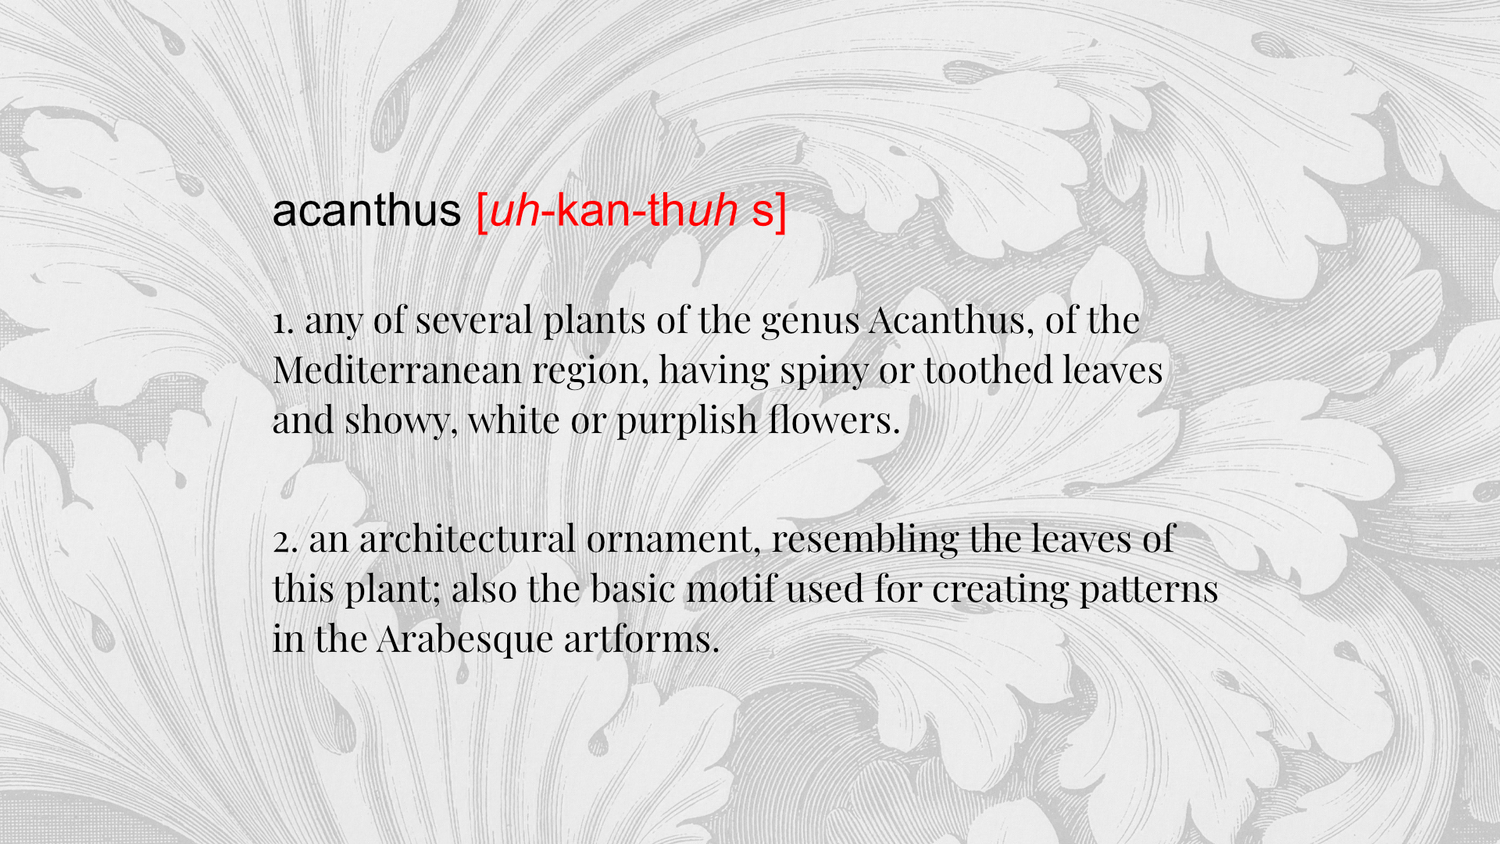 acanthus [uh-kan-thuh s]
1. any of several plants of the genus Acanthus, of the
Mediterranean region, having spiny or toothed leaves
and showy, white or purplish flowers.
2. an architectural ornament, resembling the leaves of
this plant; also the basic motif used for creating patterns
in the Arabesque artforms.